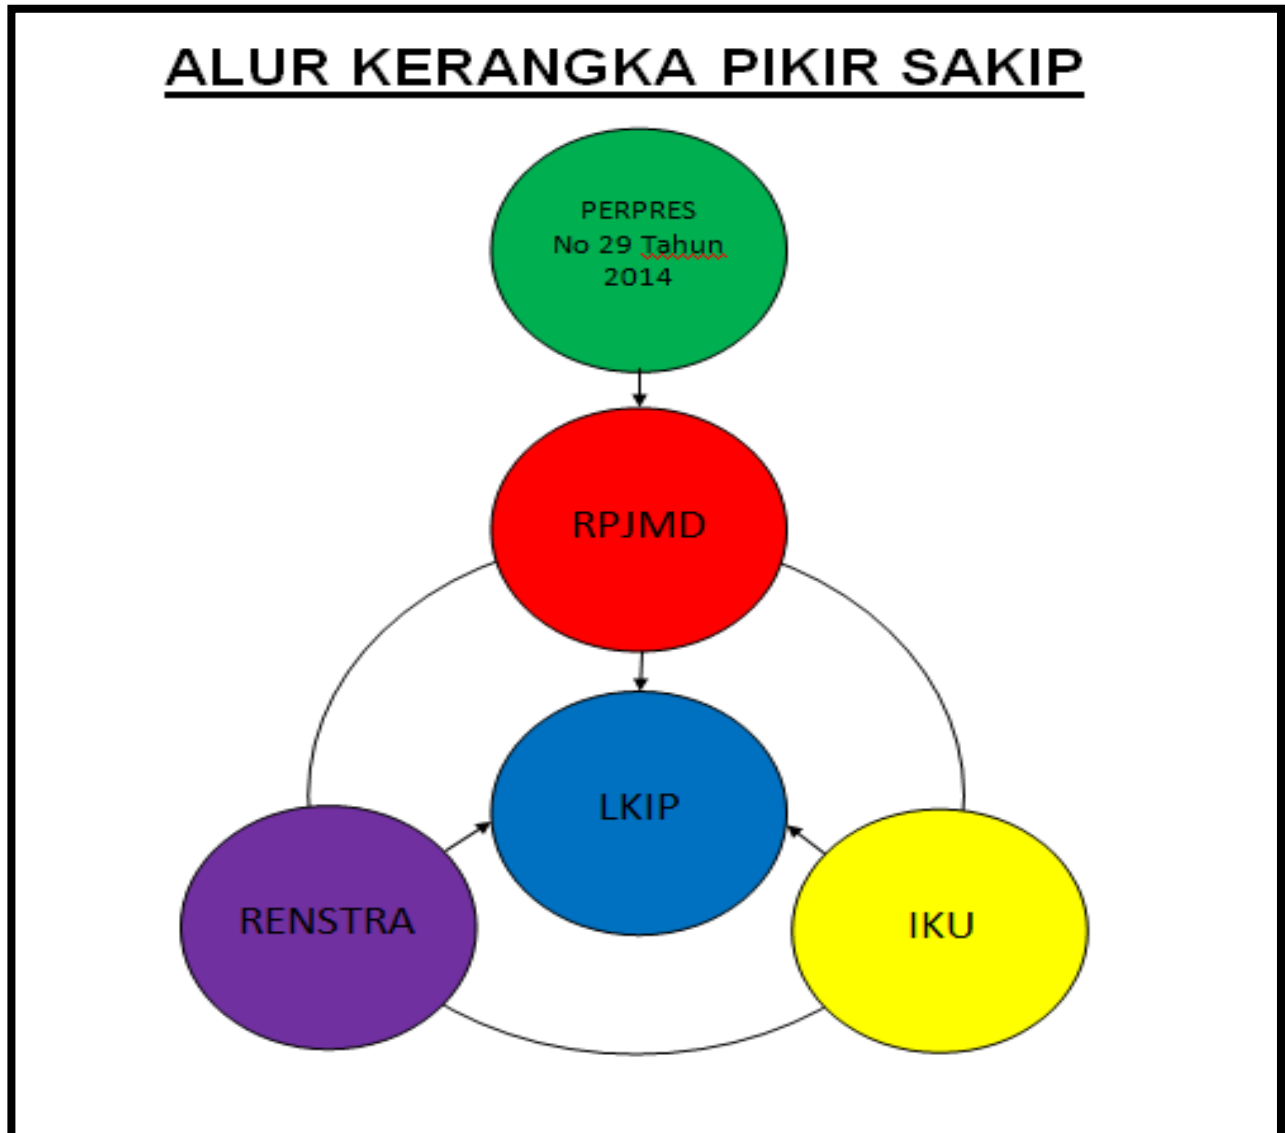 ALUR KERANGKA PIKIR SAKIP
PERPRES
No 29 Tahun
2014
RPJMD
LKIP
RENSTRA
IKU